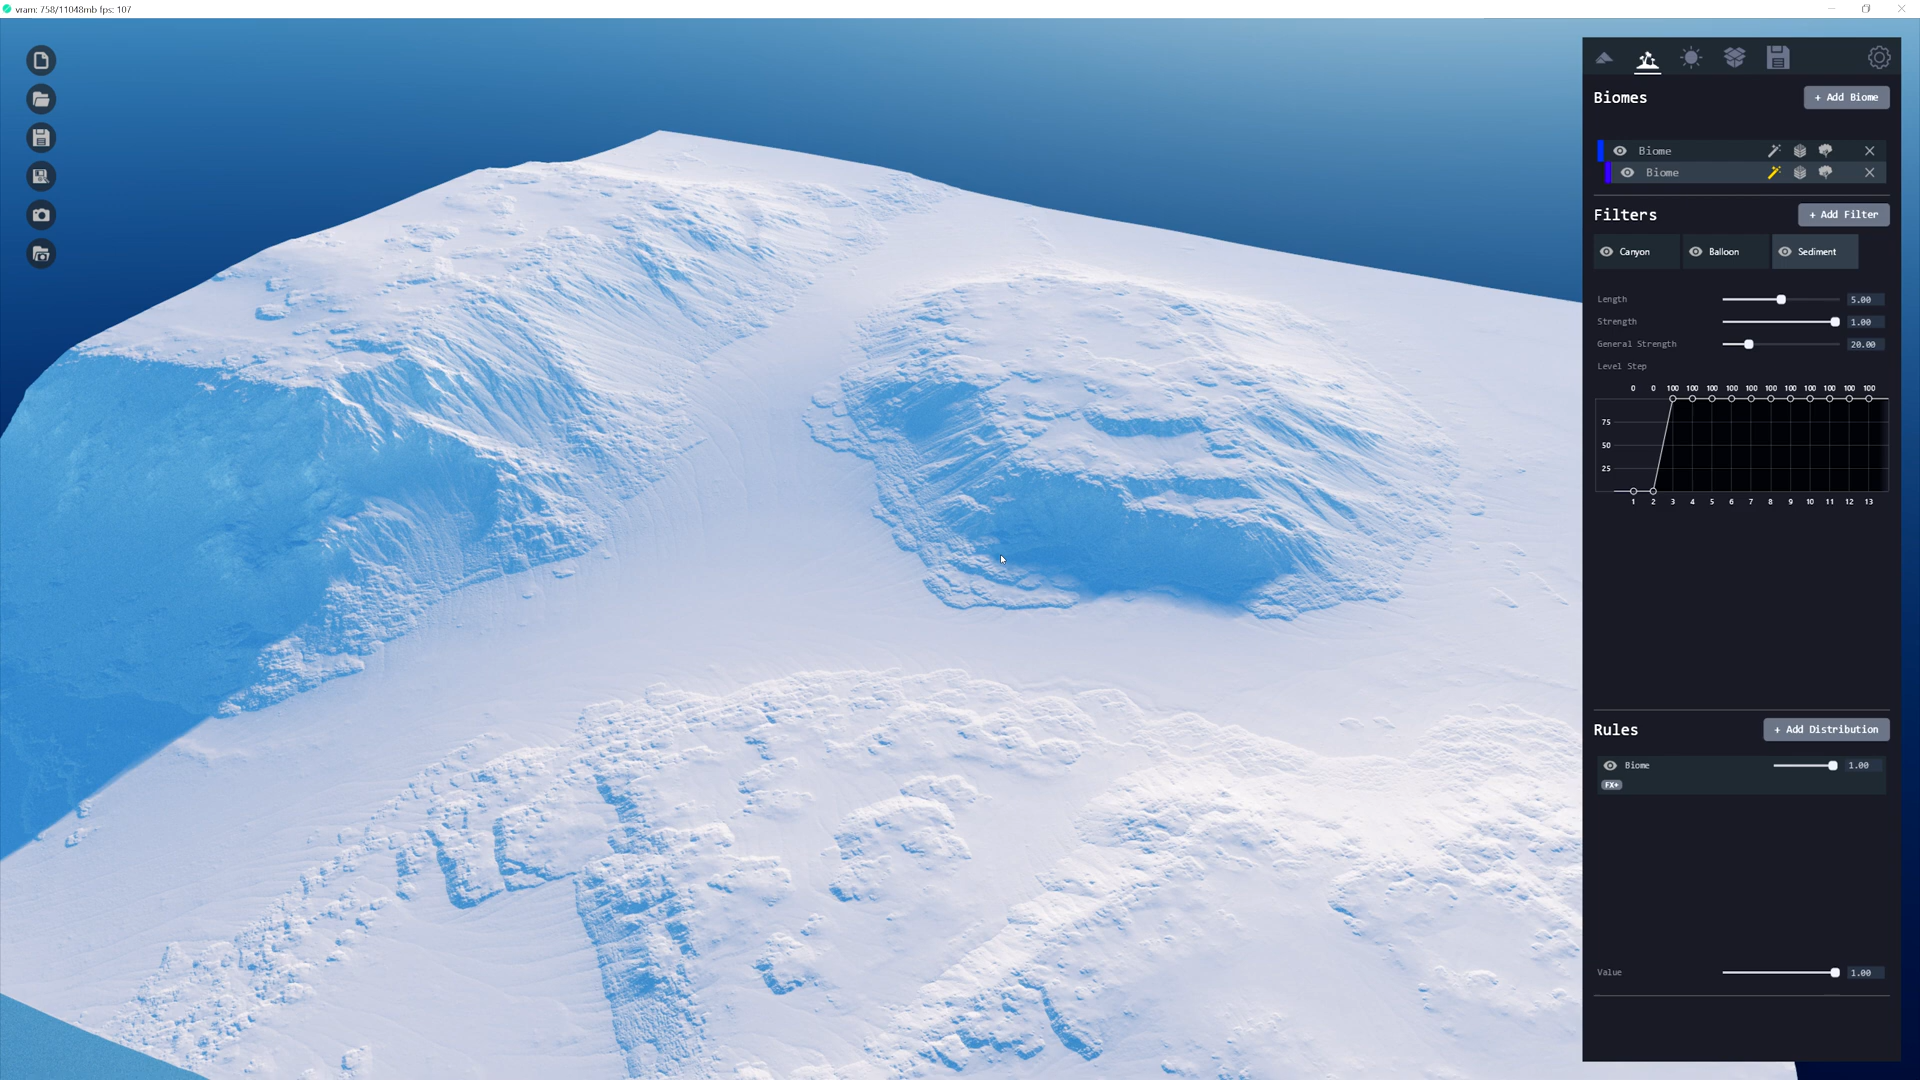 vram: 758/11048mb fps: 107
Biomes
+ Add Biome
Biome
Biome
Filters
+ Add Filter
Canyon
Balloon
Sediment
Length
5.00
Strength
1.00
General Strength
20.00
Level Step
0 0 100 100 100 100 100 100 100 100 100 100 100
75
50
25
1 2 3 4 5 6 7 8 9 10 11 12 13
Rules
+ Add Distribution
Biome
1.00
FX+
Value
1.00